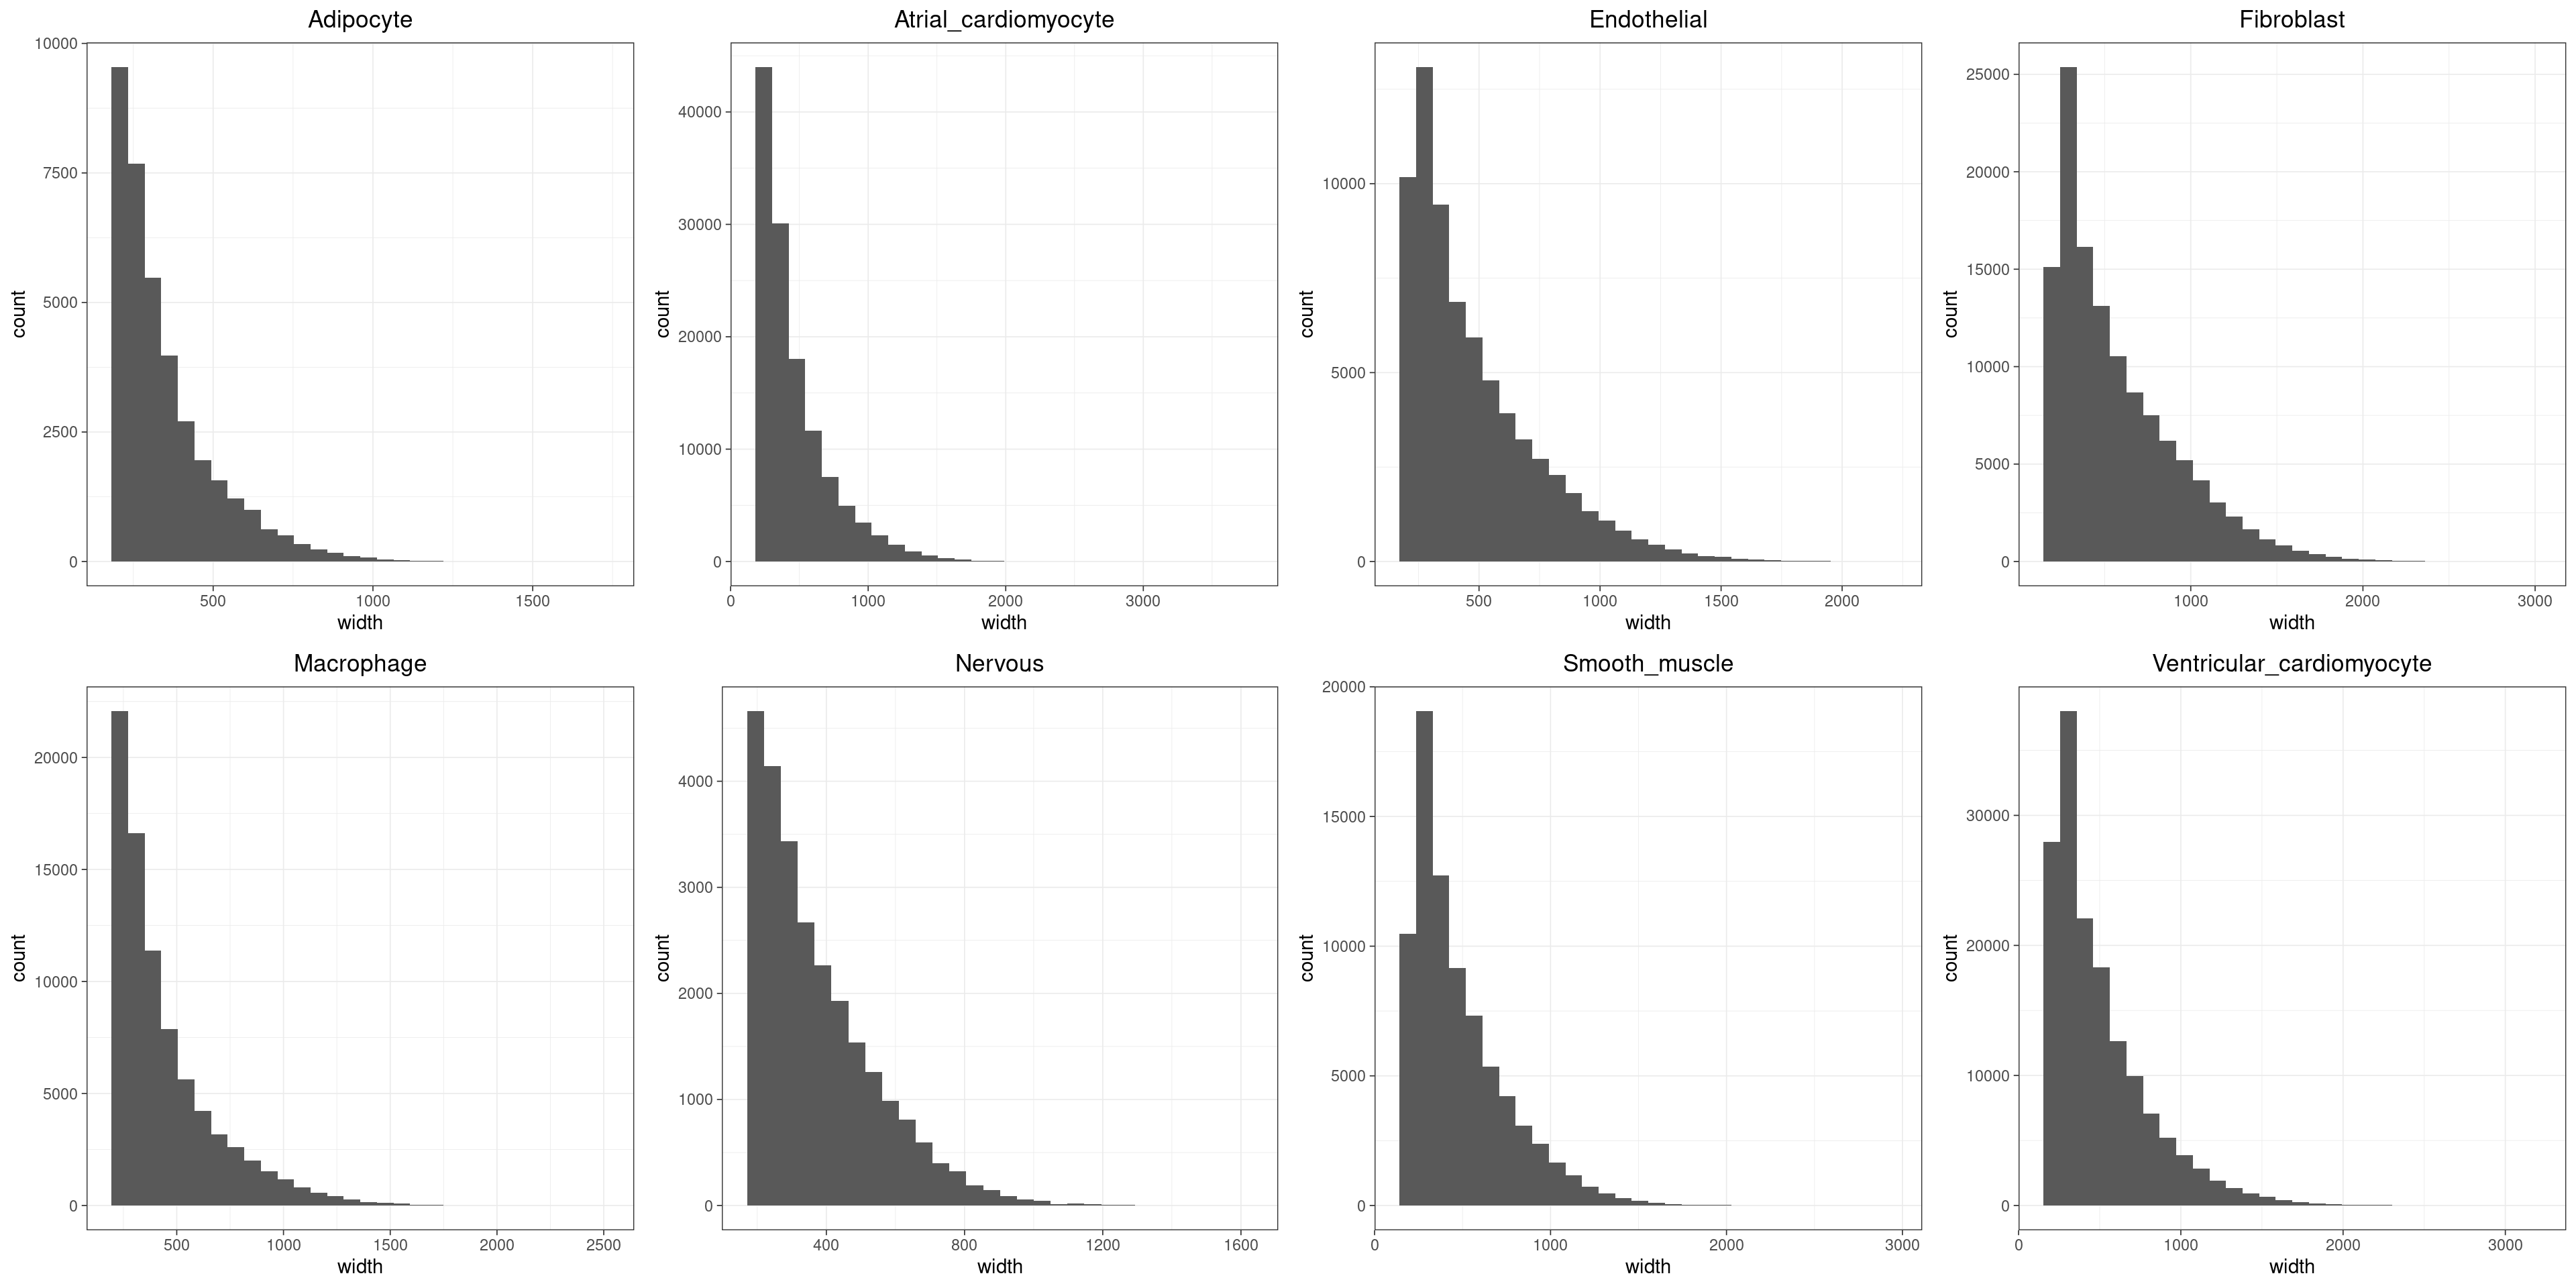 Adipocyte
10000
7500
5000
2500
0
count
500 1000 1500
width
Atrial_cardiomyocyte
40000
30000
20000
10000
0
count
0 1000 2000 3000
width
Endothelial
10000
5000
0
count
500 1000 1500 2000
width
Fibroblast
25000
20000
15000
10000
5000
0
count
1000 2000 3000
width
Macrophage
20000
15000
10000
5000
0
count
500 1000 1500 2000 2500
width
Nervous
4000
3000
2000
1000
0
count
400 800 1200 1600
width
Smooth_muscle
20000
15000
10000
5000
0
count
0 1000 2000 3000
width
Ventricular_cardiomyocyte
30000
20000
10000
0
count
0 1000 2000 3000
width